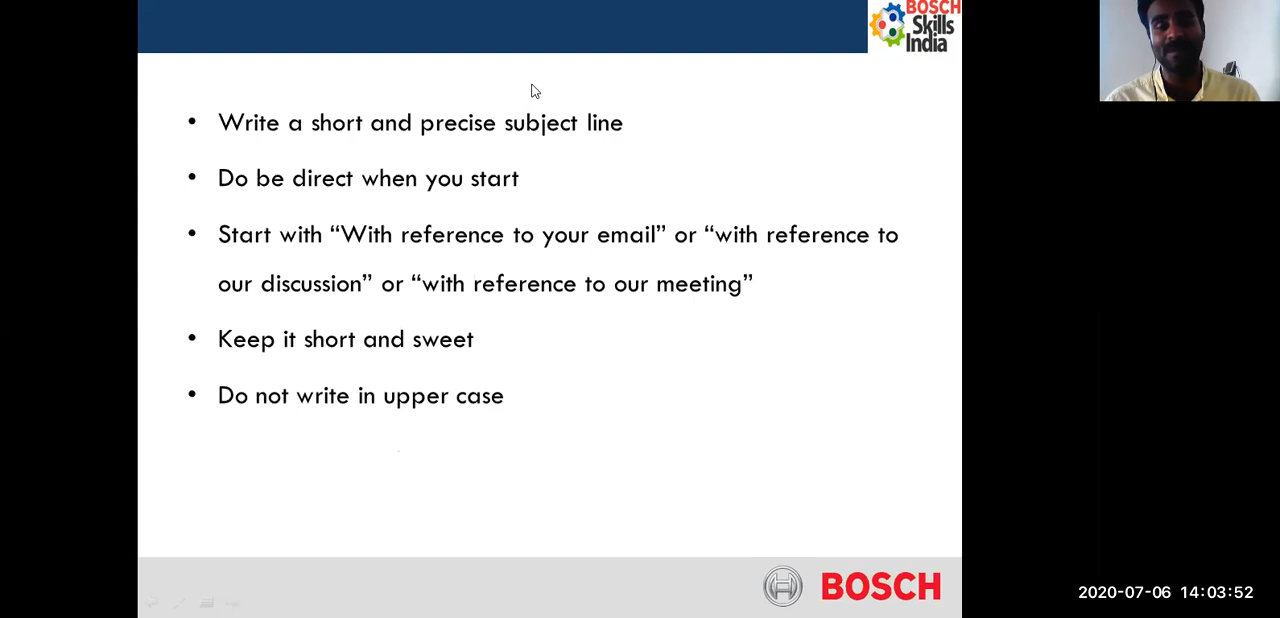 BOSCH
Skills
India
• Write a short and precise subject line
• Do be direct when you start
• Start with “With reference to your email” or “with reference to
our discussion” or “with reference to our meeting”
• Keep it short and sweet
• Do not write in upper case
BOSCH
2020-07-06 14:03:52